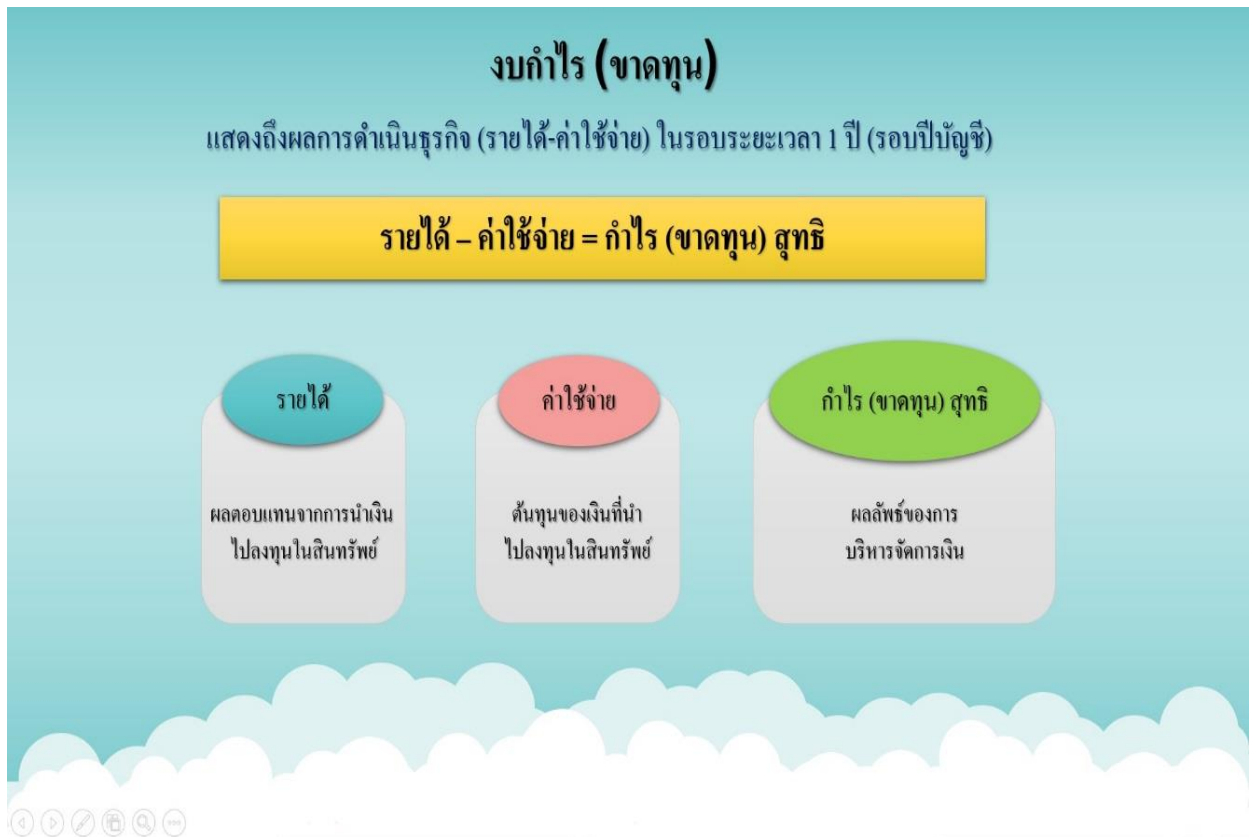 งบกำไร (ขาดทุน)
แสดงถึงผลการดำเนินธุรกิจ (รายได้-ค่าใช้จ่าย) ในรอบระยะเวลา 1 ปี (รอบปีบัญชี)
รายได้ – ค่าใช้จ่าย = กำไร (ขาดทุน) สุทธิ
รายได้
ผลตอบแทนจากการนำเงิน
ไปลงทุนในสินทรัพย์
ค่าใช้จ่าย
ต้นทุนของเงินที่นำ
ไปลงทุนในสินทรัพย์
กำไร (ขาดทุน) สุทธิ
ผลลัพธ์ของการ
บริหารจัดการเงิน